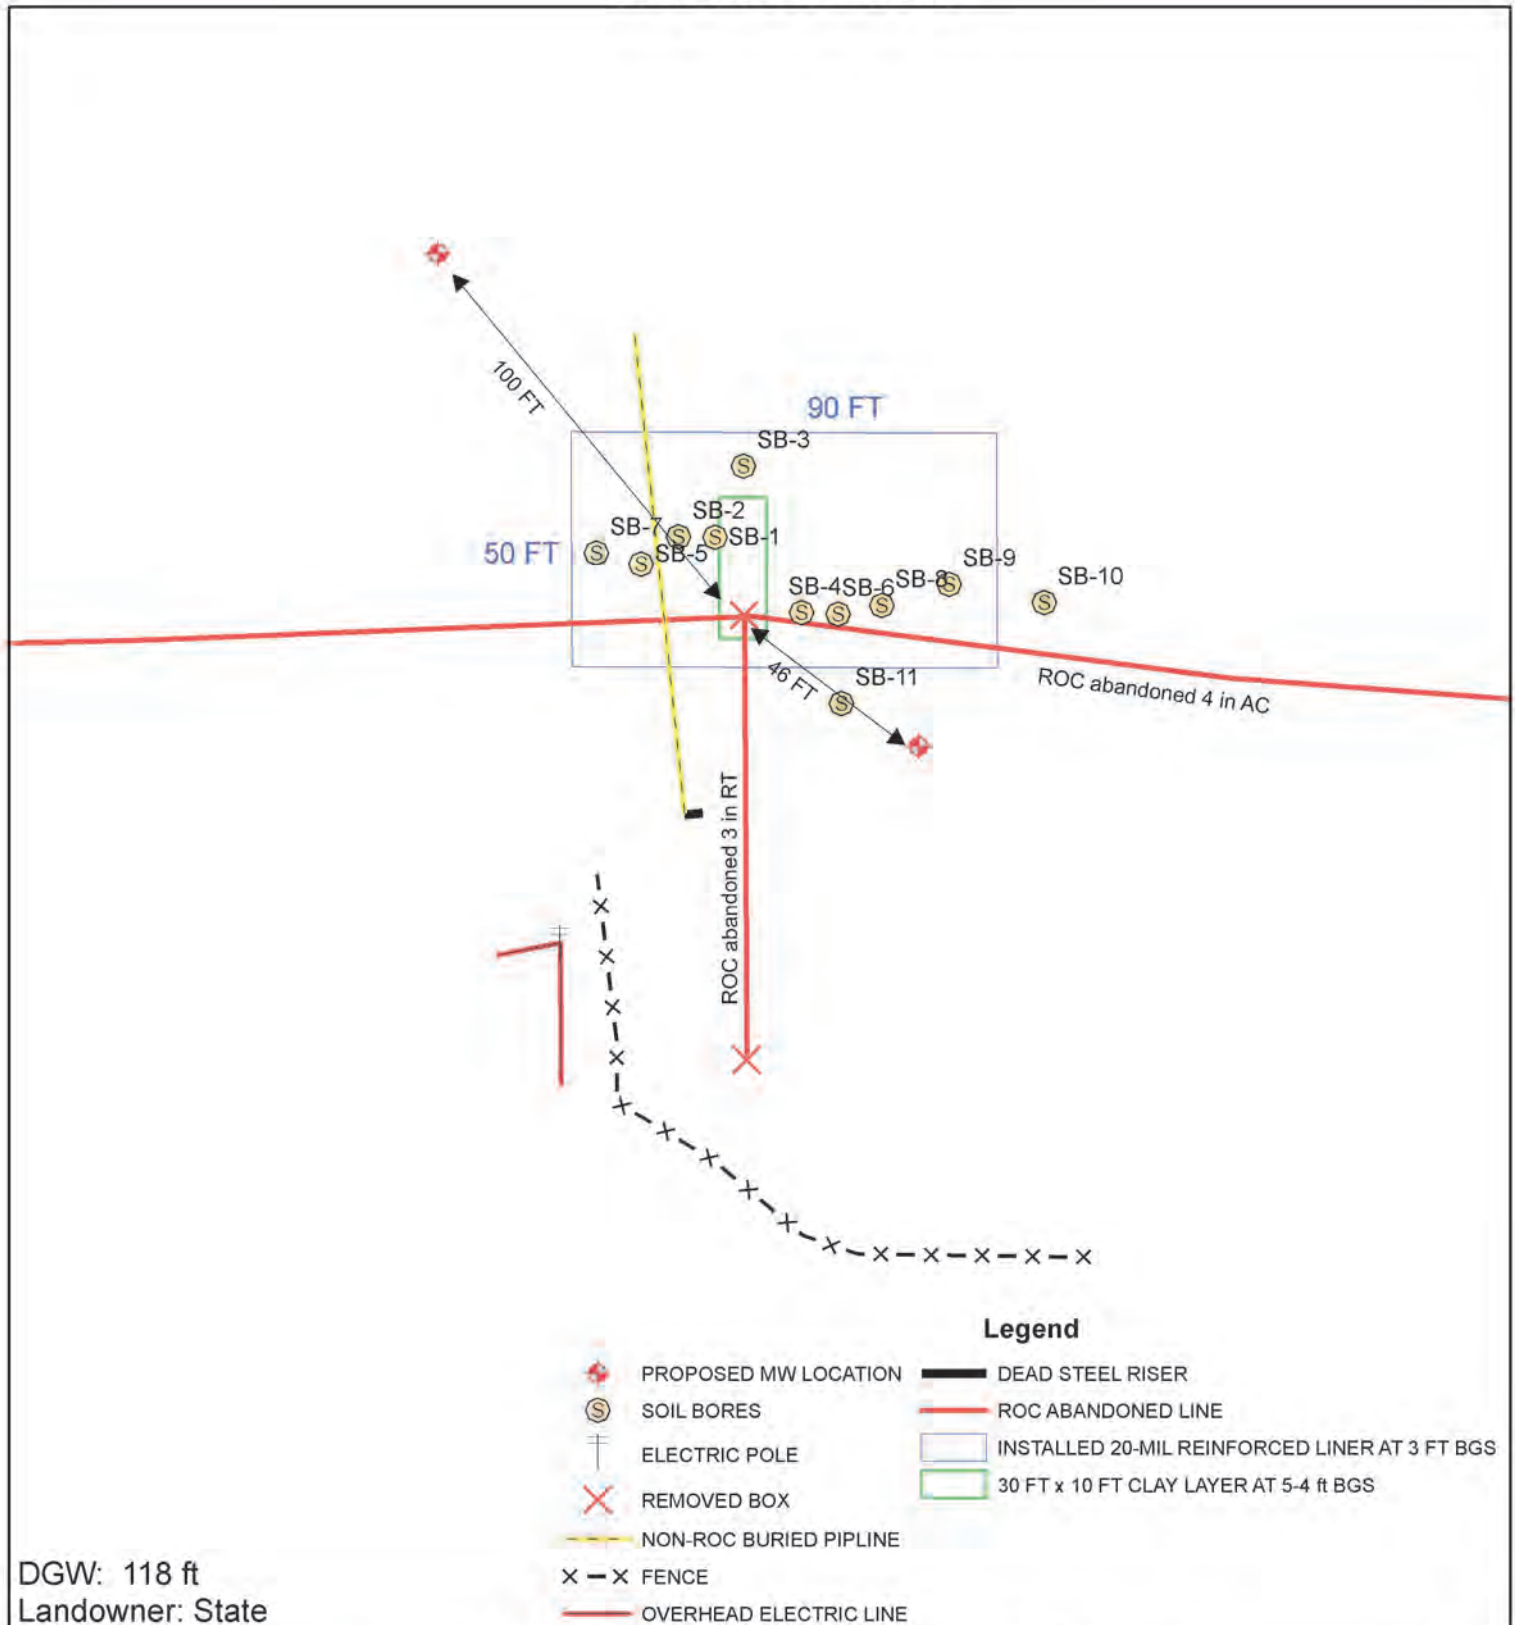 100 FT
90 FT
SB-3
SB-2
SB-7
SB-1
50 FT
SB-5
SB-9
SB-8
SB-10
SB-4
SB-6
46 FT
SB-11
ROC abandoned 4 in AC
ROC abandoned 3 in RT
Legend
PROPOSED MW LOCATION
DEAD STEEL RISER
SOIL BORES
ROC ABANDONED LINE
ELECTRIC POLE
INSTALLED 20-MIL REINFORCED LINER AT 3 FT BGS
REMOVED BOX
30 FT x 10 FT CLAY LAYER AT 5-4 ft BGS
NON-ROC BURIED PIPLINE
FENCE
OVERHEAD ELECTRIC LINE
DGW: 118 ft
Landowner: State